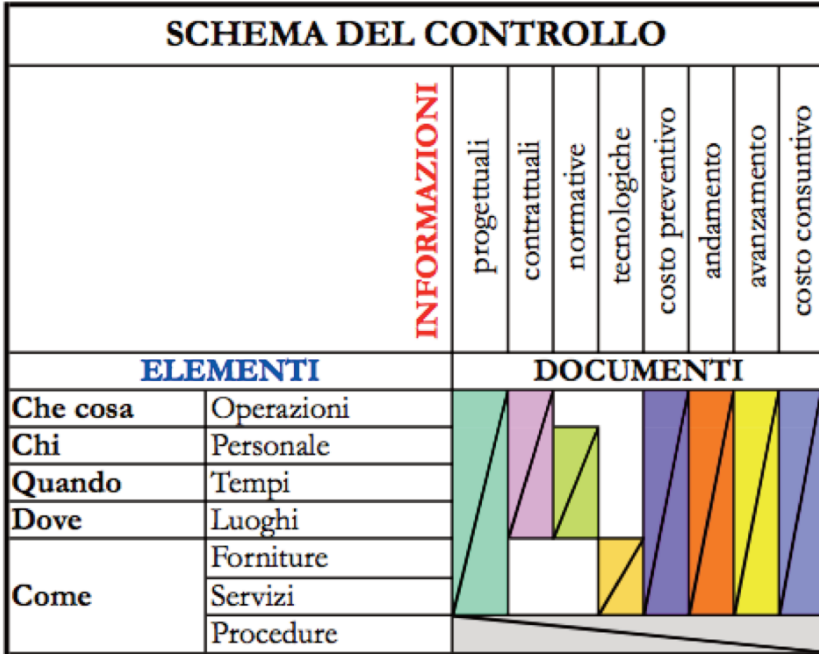 SCHEMA DEL CONTROLLO
INFORMAZIONI
progettuali
contrattuali
normative
tecnologiche
costo preventivo
andamento
avanzamento
costo consuntivo
ELEMENTI DOCUMENTI
Che cosa Operazioni
Chi Personale
Quando Tempi
Dove Luoghi
Forniture
Come Servizi
Procedure